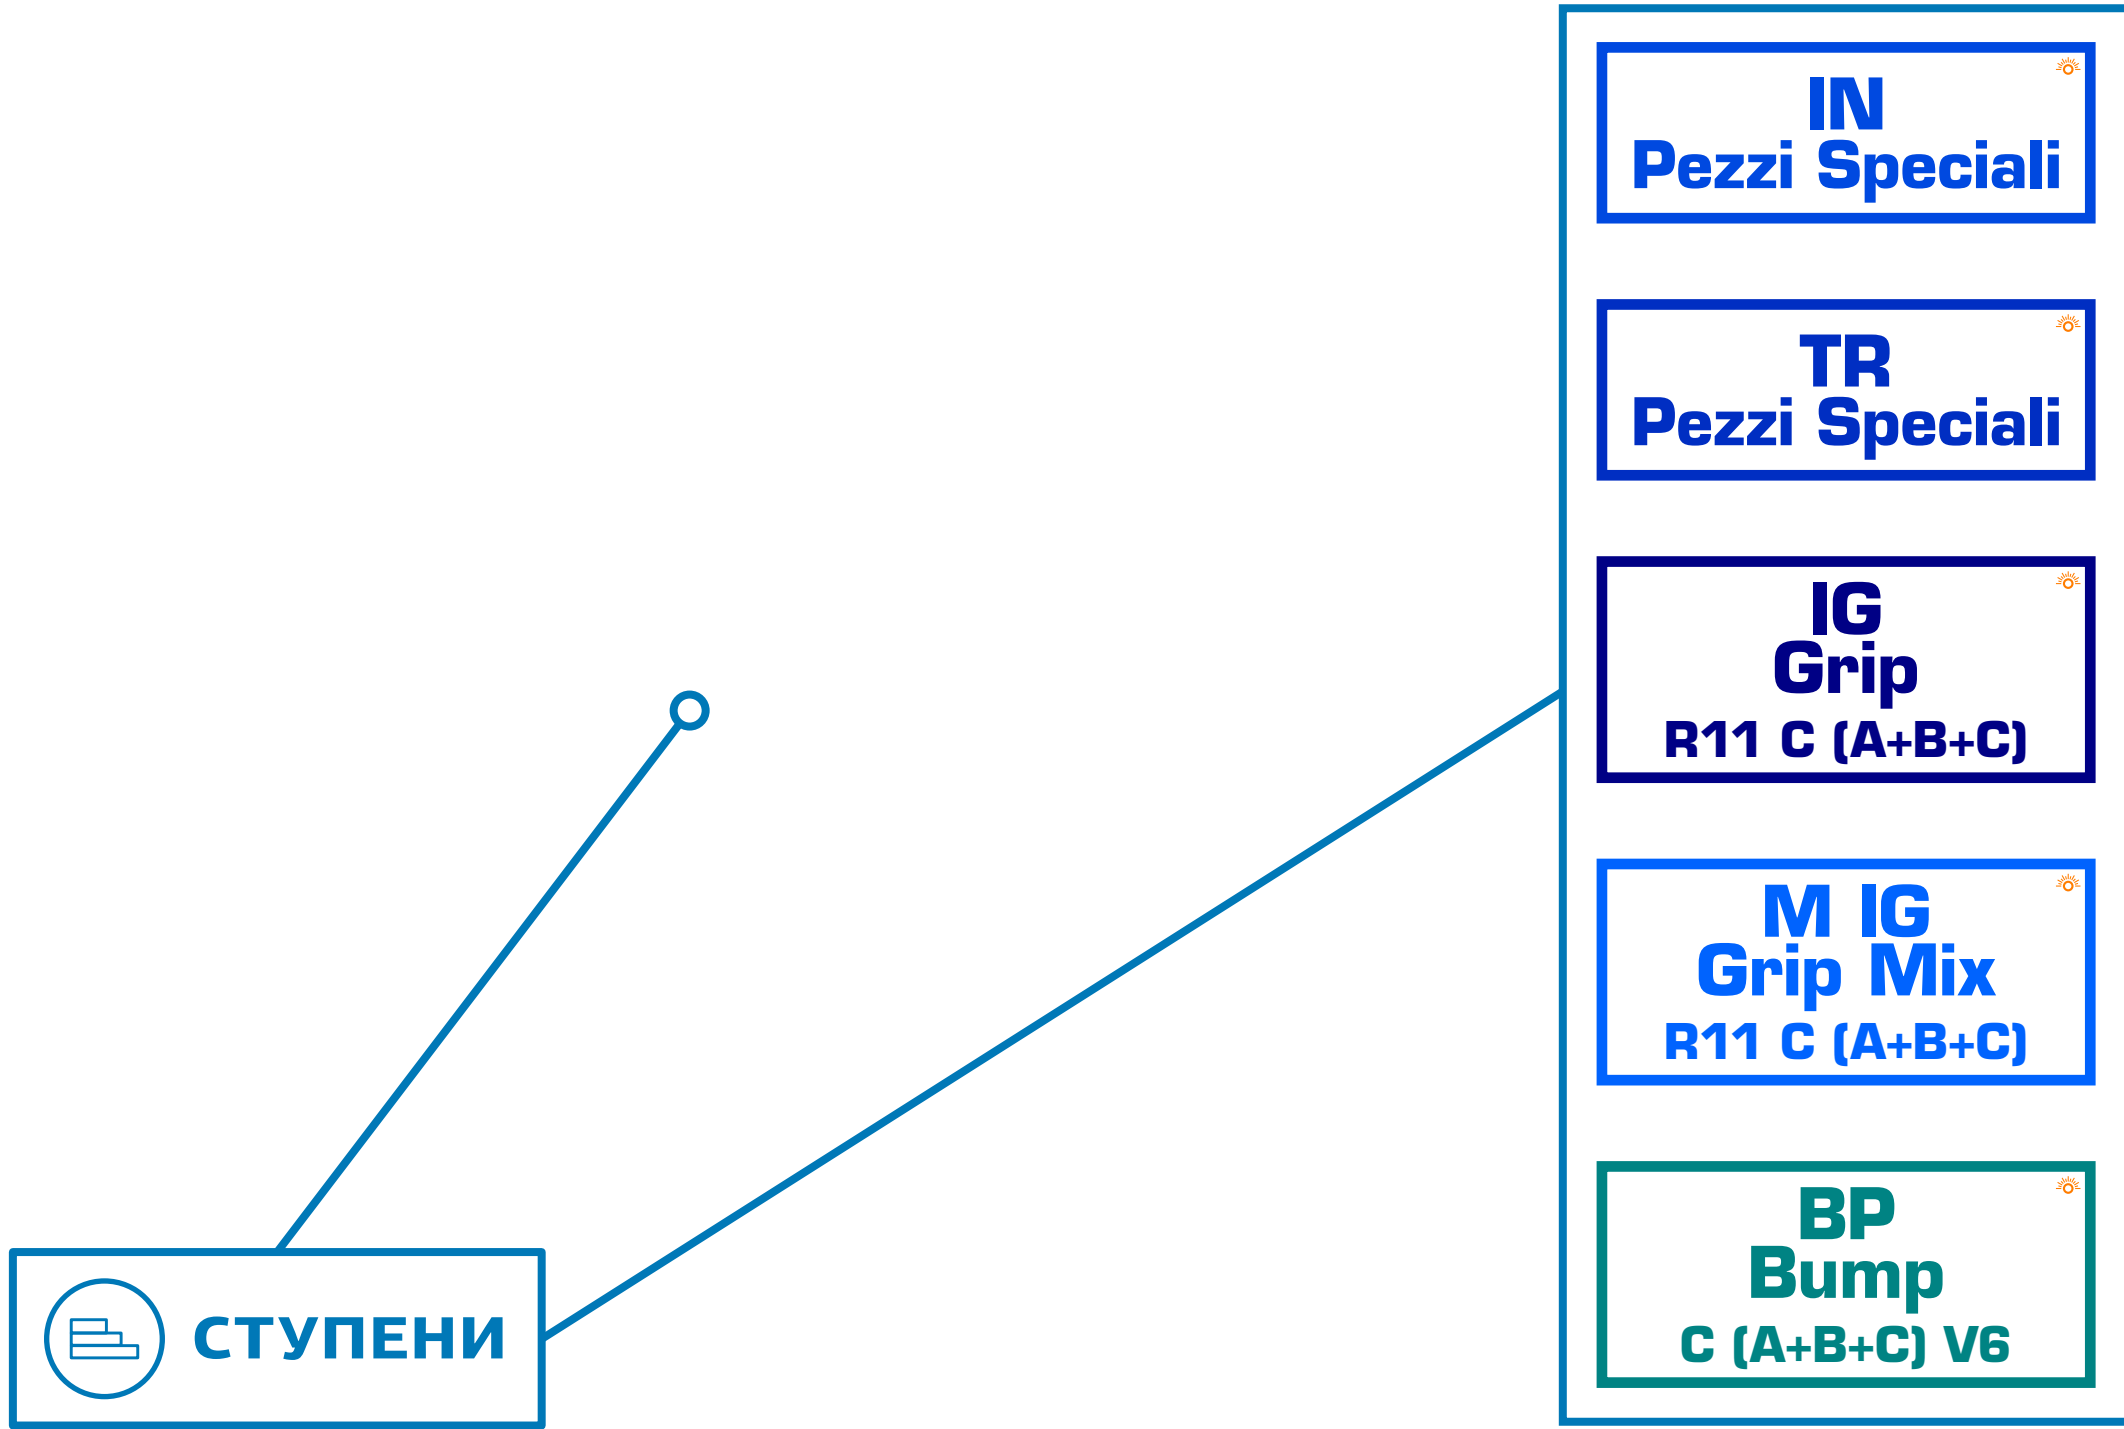 IN
Pezzi Speciali
TR
Pezzi Speciali
IG
Grip
R11 C (A+B+C)
M IG
Grip Mix
R11 C (A+B+C)
BP
Bump
C (A+B+C) V6
СТУПЕНИ